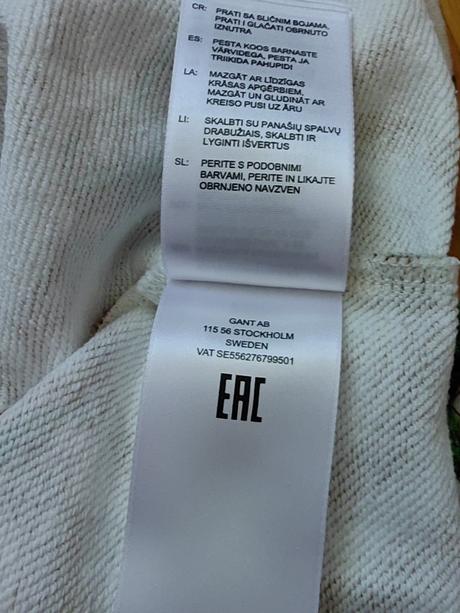 CR: PRATI SA SLIČNIM BOJAMA,
PRATI I GLAČATI OBRNUTO
IZNUTRA
ES: PESTA KOOS SARNASTE
VÄRVIDEGA, PESTA JA
TRIIKIDA PAHUPIDI
LA: MAZGĀT AR LĪDZĪGAS
KRĀSAS APĢĒRBIEM,
MAZGĀT UN GLUDINĀT AR
KREISO PUSI UZ ĀRU
LI: SKALBTI SU PANAŠIŲ SPALVŲ
DRABUŽIAIS, SKALBTI IR
LYGINTI IŠVERTUS
SL: PERITE S PODOBNIMI
BARVAMI, PERITE IN LIKAJTE
OBRNJENO NAVZVEN
GANT AB
115 56 STOCKHOLM
SWEDEN
VAT SE556276799501
EAC